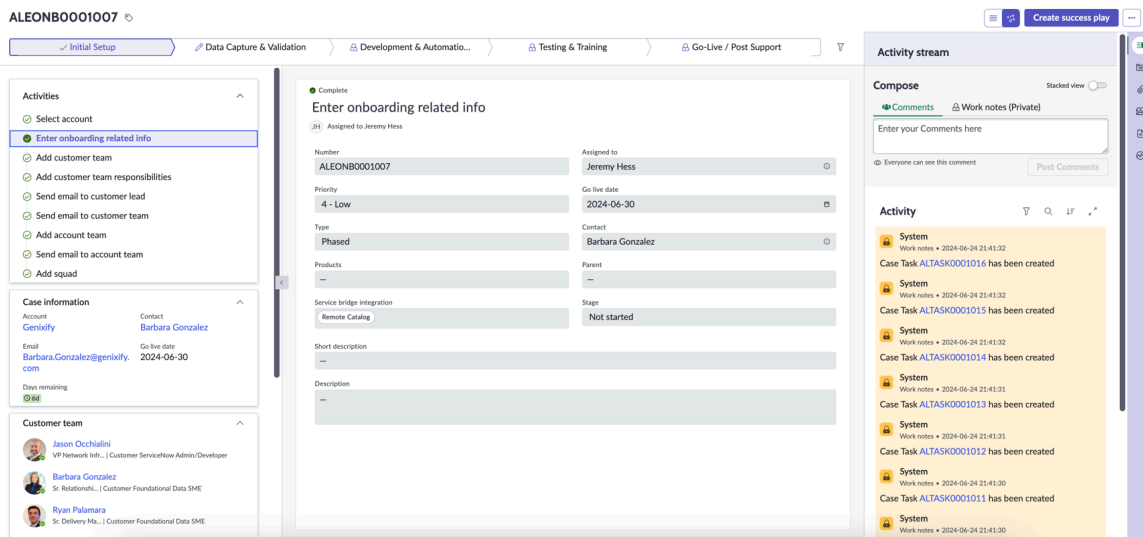 ALEONB0001007
Create success play
Initial Setup
Data Capture & Validation
Development & Automatio...
Testing & Training
Go-Live / Post Support
Activities
Select account
Enter onboarding related info
Add customer team
Add customer team responsibilities
Send email to customer lead
Send email to customer team
Add account team
Send email to account team
Add squad
Case information
Account
Contact
Genixify
Barbara Gonzalez
Email
Go live date
Barbara.Gonzalez@genixify.
com
2024-06-30
Days remaining
6d
Customer team
Jason Occhialini
VP Network Infr... | Customer ServiceNow Admin/Developer
Barbara Gonzalez
Sr. Relationshi... | Customer Foundational Data SME
Ryan Palamara
Sr. Delivery Ma... | Customer Foundational Data SME
Complete
Enter onboarding related info
JH Assigned to Jeremy Hess
Number
ALEONB0001007
Assigned to
Jeremy Hess
Priority
4 - Low
Go live date
2024-06-30
Type
Phased
Contact
Barbara Gonzalez
Products
—
Parent
—
Service bridge integration
Remote Catalog
Stage
Not started
Short description
—
Description
—
Activity stream
Compose
Stacked view
Comments
Work notes (Private)
Enter your Comments here
Everyone can see this comment
Post Comments
Activity
System
Work notes • 2024-06-24 21:41:32
Case Task ALTASK0001016 has been created
System
Work notes • 2024-06-24 21:41:32
Case Task ALTASK0001015 has been created
System
Work notes • 2024-06-24 21:41:32
Case Task ALTASK0001014 has been created
System
Work notes • 2024-06-24 21:41:31
Case Task ALTASK0001013 has been created
System
Work notes • 2024-06-24 21:41:31
Case Task ALTASK0001012 has been created
System
Work notes • 2024-06-24 21:41:30
Case Task ALTASK0001011 has been created
System
Work notes • 2024-06-24 21:41:30